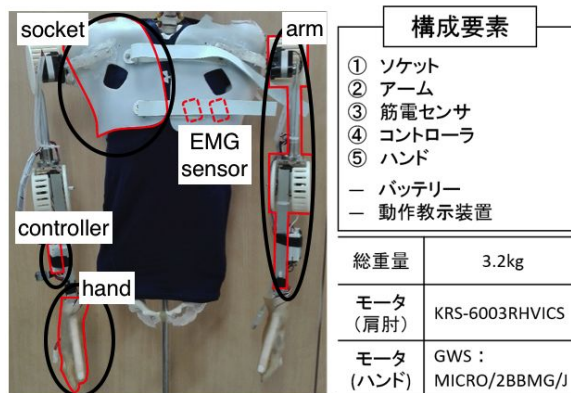 socket
arm
EMG
sensor
controller
hand
構成要素
① ソケット
② アーム
③ 筋電センサ
④ コントローラ
⑤ ハンド
― バッテリー
― 動作教示装置
総重量 3.2kg
モータ
(肩肘)
KRS-6003RHVICS
モータ
(ハンド)
GWS：
MICRO/2BBMG/J